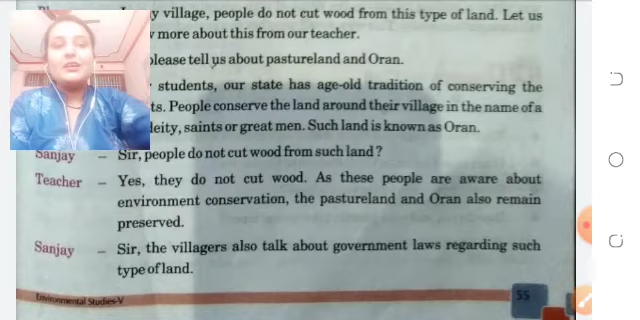 y village, people do not cut wood from this type of land. Let us
more about this from our teacher.
please tell us about pastureland and Oran.
students, our state has age-old tradition of conserving the
ts. People conserve the land around their village in the name of a
deity, saints or great men. Such land is known as Oran.
Sanjay – Sir, people do not cut wood from such land?
Teacher – Yes, they do not cut wood. As these people are aware about
environment conservation, the pastureland and Oran also remain
preserved.
Sanjay – Sir, the villagers also talk about government laws regarding such
type of land.
Environmental Studies-V
55